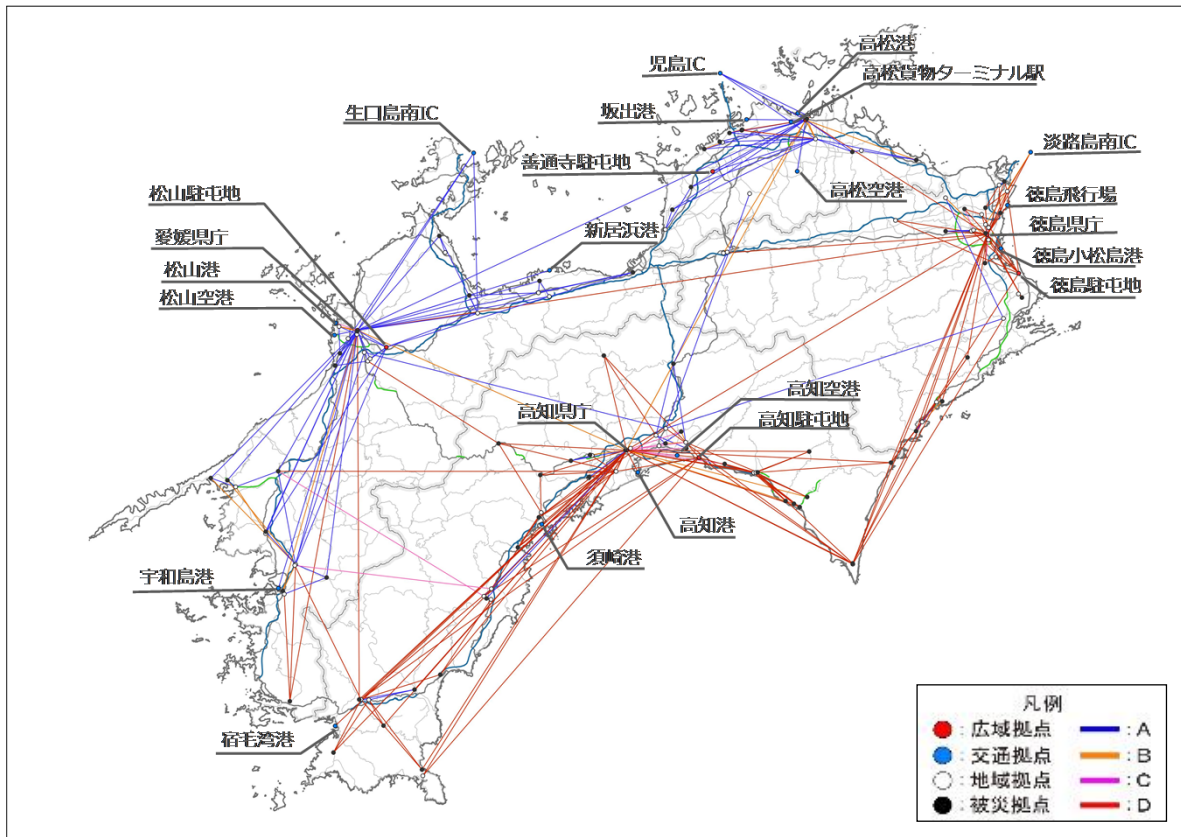 高松港
児島IC
高松貨物ターミナル駅
生口島南IC
坂出港
淡路島南IC
善通寺駐屯地
高松空港
松山駐屯地
徳島飛行場
愛媛県庁
新居浜港
徳島県庁
松山港
徳島小松島港
松山空港
徳島駐屯地
高知空港
高知県庁
高知駐屯地
高知港
須崎港
宇和島港
宿毛湾港
凡例
:広域拠点 :A
:交通拠点 :B
:地域拠点 :C
:被災拠点 :D